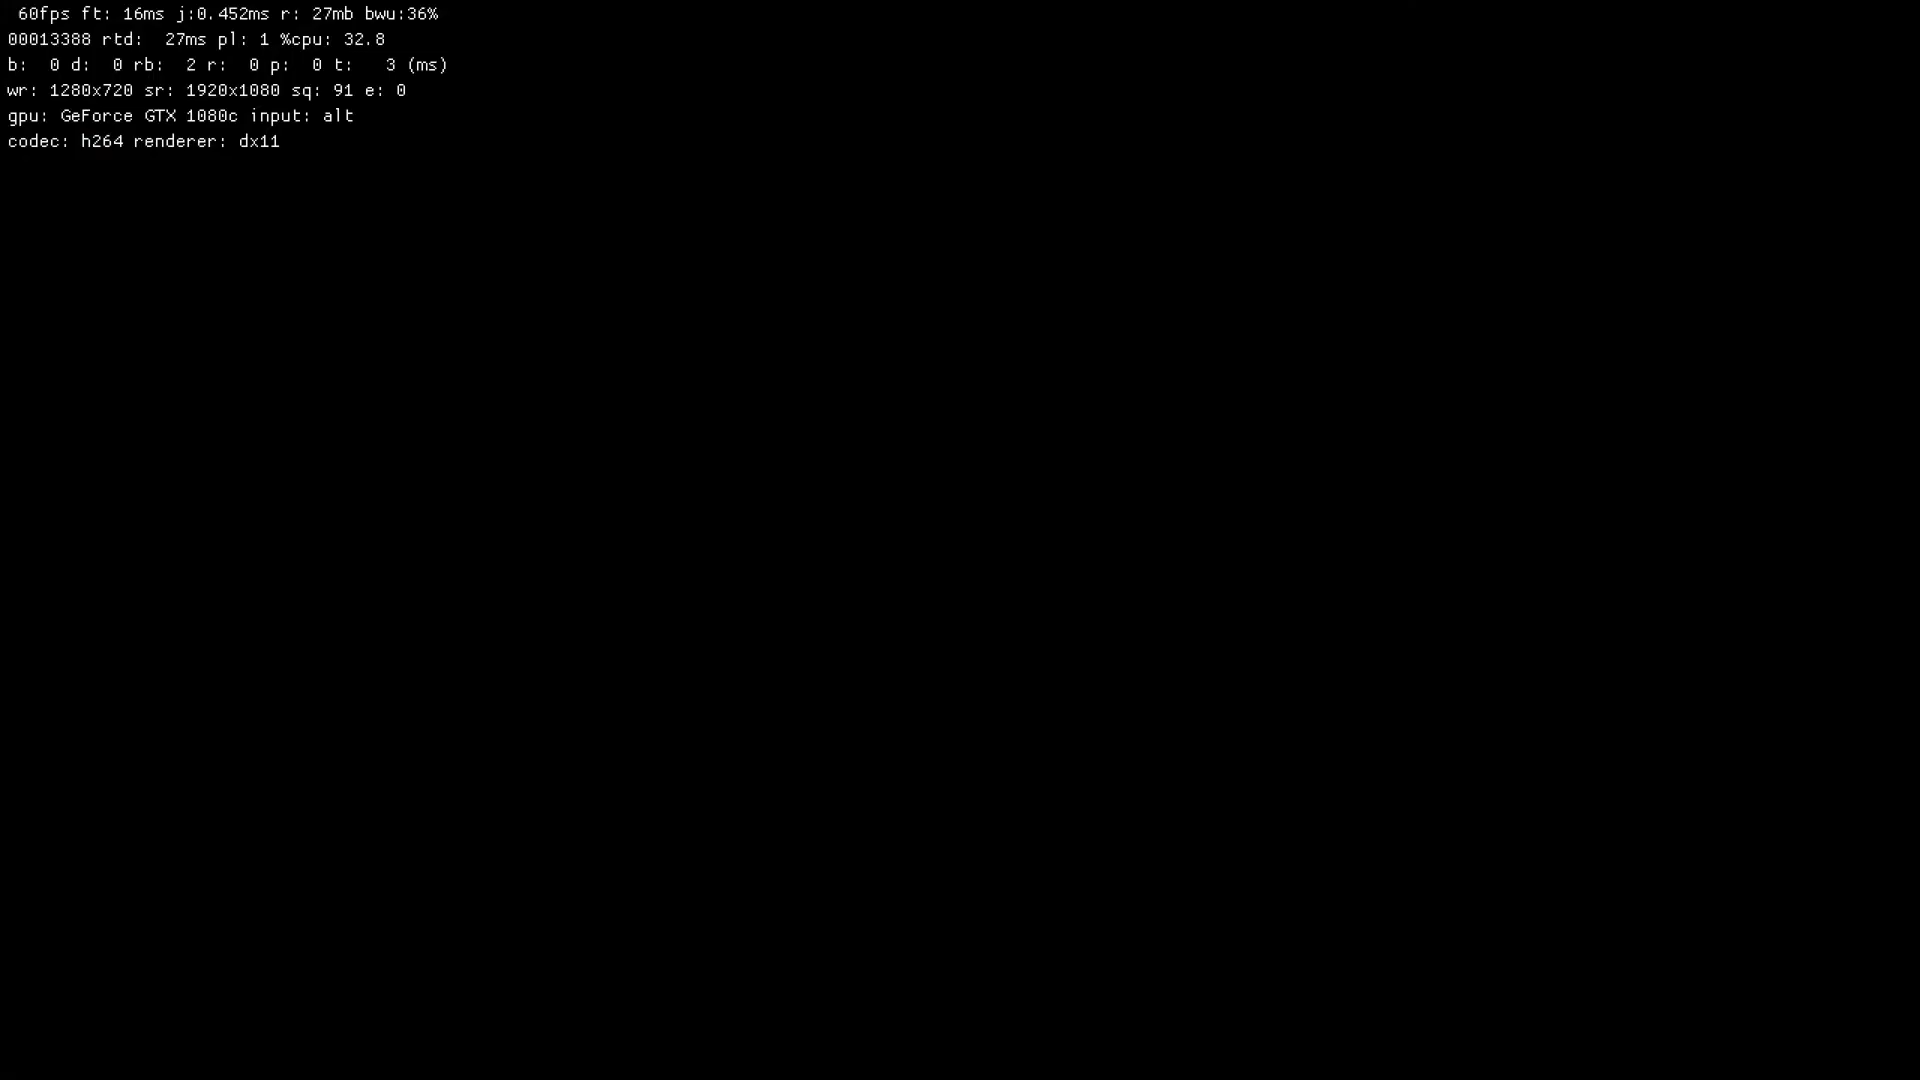 60fps ft: 16ms j:0.452ms r: 27mb bwu:36%
00013388 rtd:  27ms pl: 1 %cpu: 32.8
b:  0 d:  0 rb:  2 r:  0 p:  0 t:   3 (ms)
wr: 1280x720 sr: 1920x1080 sq: 91 e: 0
gpu: GeForce GTX 1080c input: alt
codec: h264 renderer: dx11